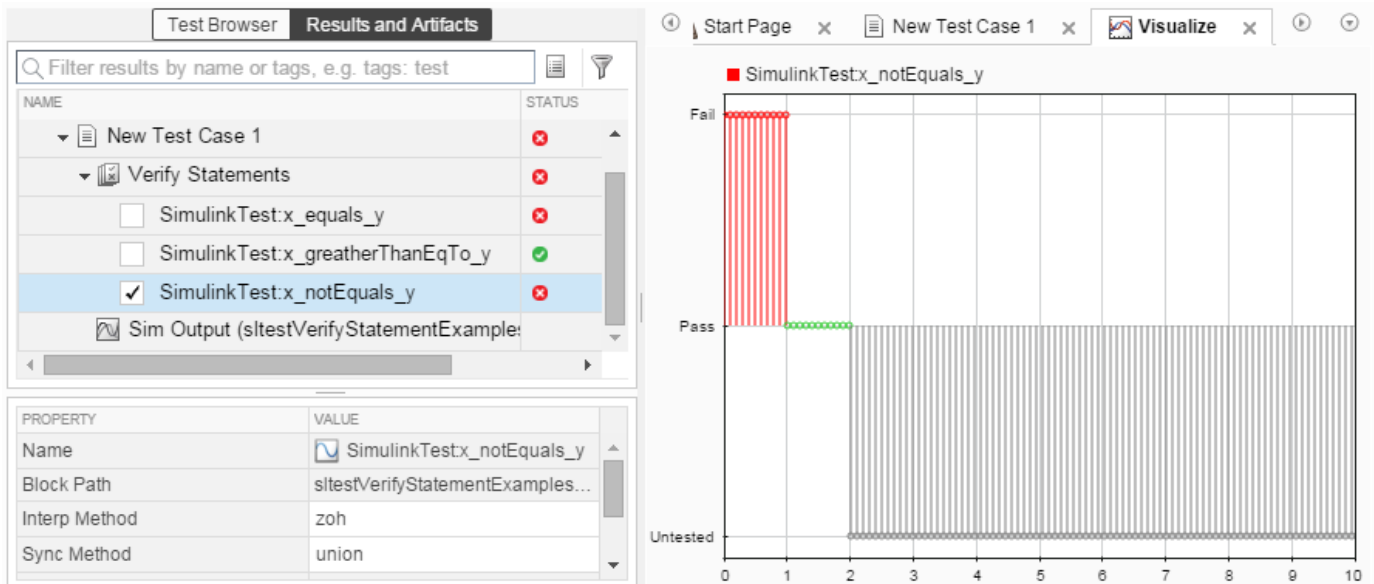 Test Browser Results and Artifacts
Filter results by name or tags, e.g. tags: test
NAME STATUS
New Test Case 1
Verify Statements
SimulinkTest:x_equals_y
SimulinkTest:x_greatherThanEqTo_y
SimulinkTest:x_notEquals_y
Sim Output (sltestVerifyStatementExample
PROPERTY VALUE
Name SimulinkTest:x_notEquals_y
Block Path sltestVerifyStatementExamples...
Interp Method zoh
Sync Method union
Start Page New Test Case 1 Visualize
SimulinkTest:x_notEquals_y
Fail
Pass
Untested
0 1 2 3 4 5 6 7 8 9 10